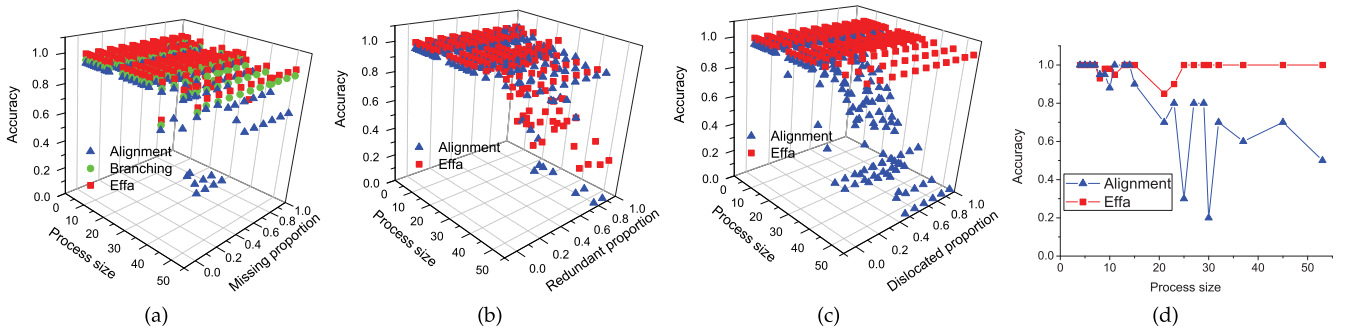 Accuracy
1.0
0.8
0.6
0.4
0.2
0.0
Alignment
Branching
Effa
0
10
20
30
40
50
Process size
0.0
0.2
0.4
0.6
0.8
1.0
Missing proportion
(a)
Accuracy
1.0
0.8
0.6
0.4
0.2
0.0
Alignment
Effa
0
10
20
30
40
50
Process size
0.0
0.2
0.4
0.6
0.8
1.0
Redundant proportion
(b)
Accuracy
1.0
0.8
0.6
0.4
0.2
0.0
Alignment
Effa
0
10
20
30
40
50
Process size
0.0
0.2
0.4
0.6
0.8
1.0
Dislocated proportion
(c)
Accuracy
1.0
0.8
0.6
0.4
0.2
0.0
Alignment
Effa
0 10 20 30 40 50
Process size
(d)